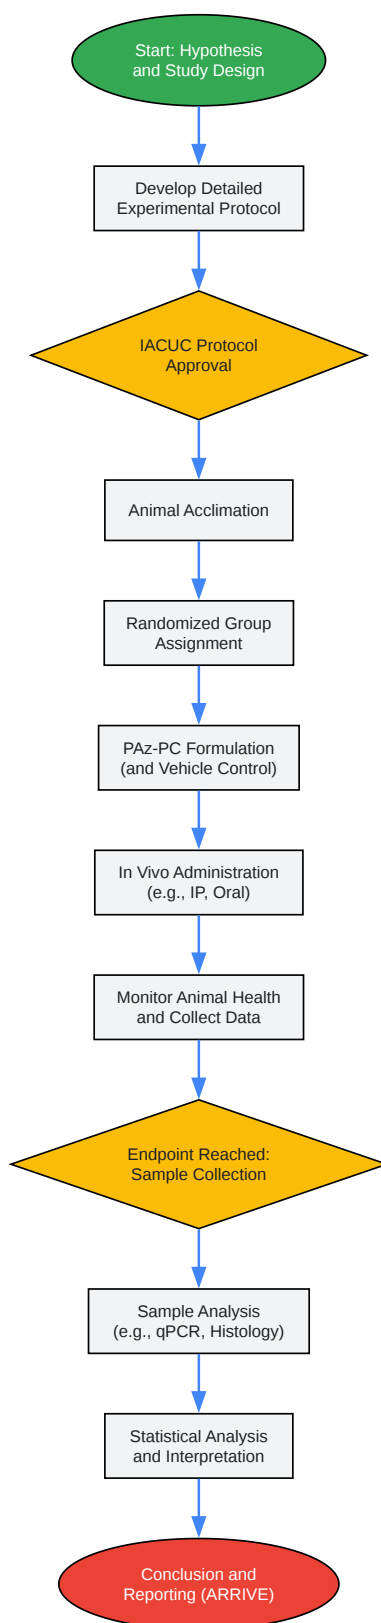 Start: Hypothesis
and Study Design
Develop Detailed
Experimental Protocol
IACUC Protocol
Approval
Animal Acclimation
Randomized Group
Assignment
PAz-PC Formulation
(and Vehicle Control)
In Vivo Administration
(e.g., IP, Oral)
Monitor Animal Health
and Collect Data
Endpoint Reached:
Sample Collection
Sample Analysis
(e.g., qPCR, Histology)
Statistical Analysis
and Interpretation
Conclusion and
Reporting (ARRIVE)